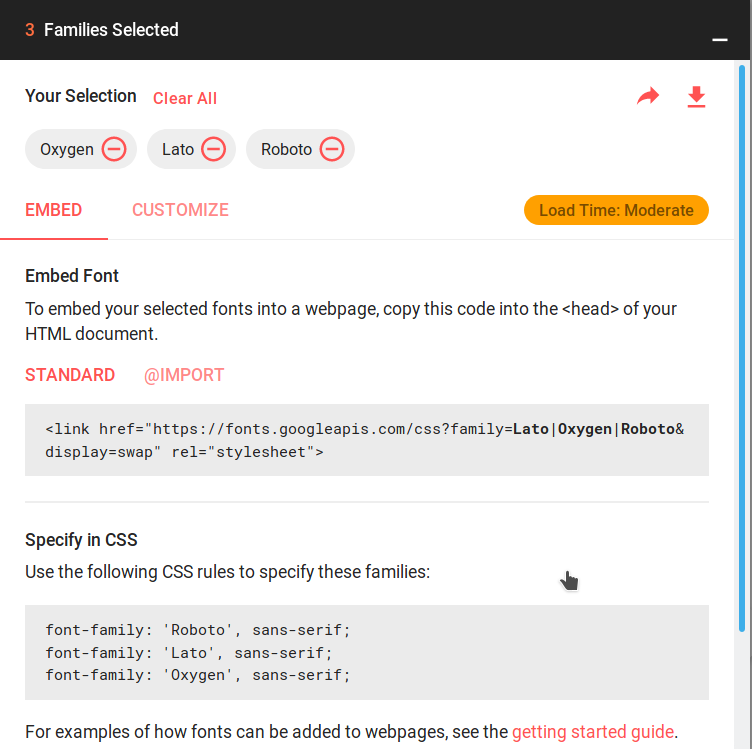 3 Families Selected
Your Selection Clear All
Oxygen Lato Roboto
EMBED CUSTOMIZE Load Time: Moderate
Embed Font
To embed your selected fonts into a webpage, copy this code into the <head> of your
HTML document.
STANDARD @IMPORT
<link href="https://fonts.googleapis.com/css?family=Lato|Oxygen|Roboto&
display=swap" rel="stylesheet">
Specify in CSS
Use the following CSS rules to specify these families:
font-family: 'Roboto', sans-serif;
font-family: 'Lato', sans-serif;
font-family: 'Oxygen', sans-serif;
For examples of how fonts can be added to webpages, see the getting started guide.